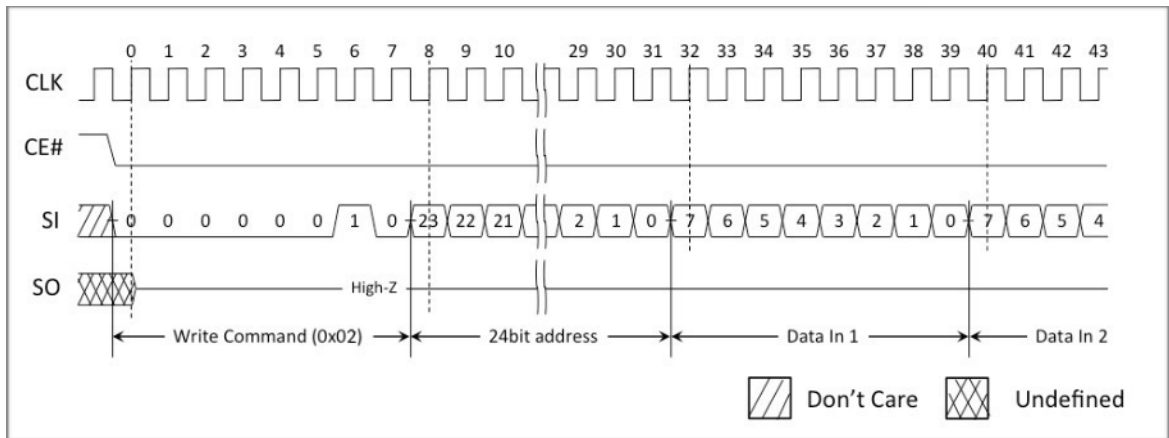 0 1 2 3 4 5 6 7 8 9 10 29 30 31 32 33 34 35 36 37 38 39 40 41 42 43
CLK
CE#
SI 0 0 0 0 0 0 1 0 23 22 21 2 1 0 7 6 5 4 3 2 1 0 7 6 5 4
SO High-Z
Write Command (0x02) 24bit address Data In 1 Data In 2
Don't Care Undefined